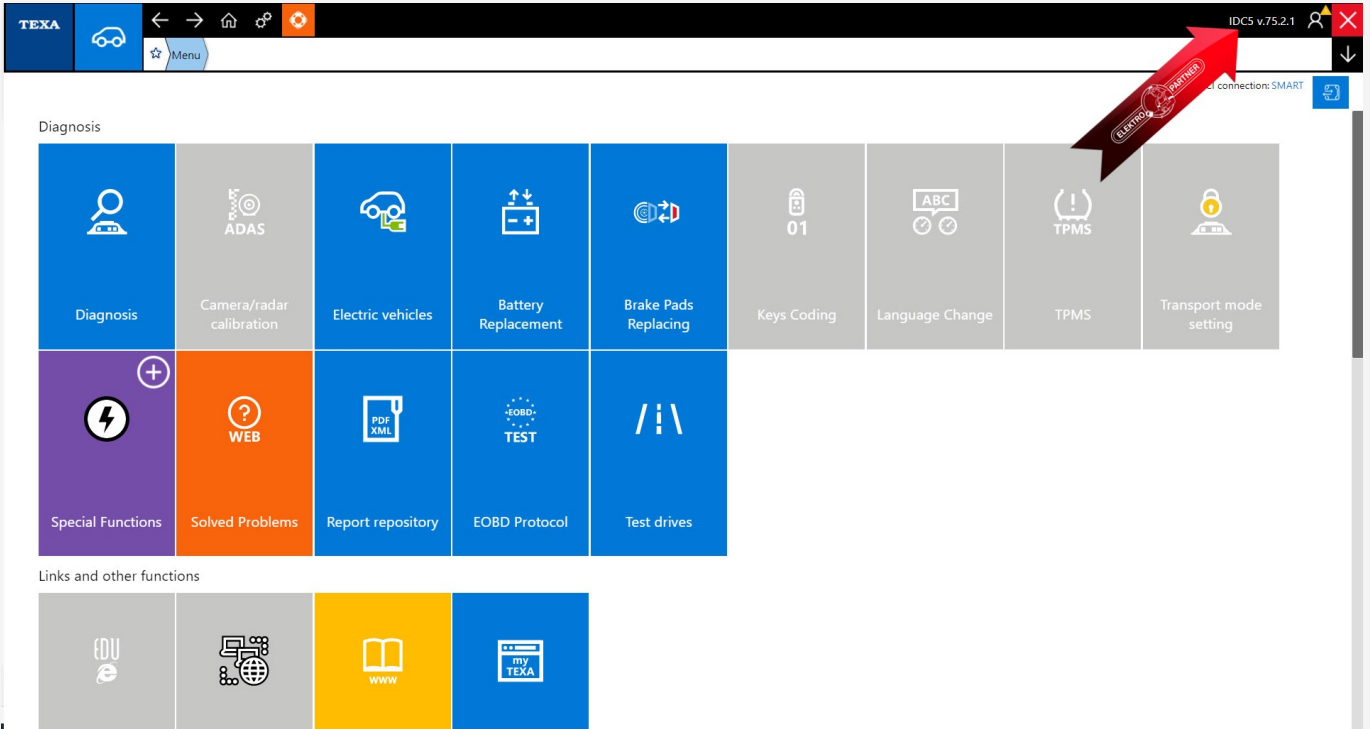 TEXA
IDC5 v.75.2.1
Menu
connection: SMART
ELEKTRO PARTNER
Diagnosis
ADAS
01
ABC
TPMS
Diagnosis
Camera/radar
calibration
Electric vehicles
Battery
Replacement
Brake Pads
Replacing
Keys Coding
Language Change
TPMS
Transport mode
setting
WEB
PDF
XML
EOBD
TEST
Special Functions
Solved Problems
Report repository
EOBD Protocol
Test drives
Links and other functions
EDU
www
my
TEXA